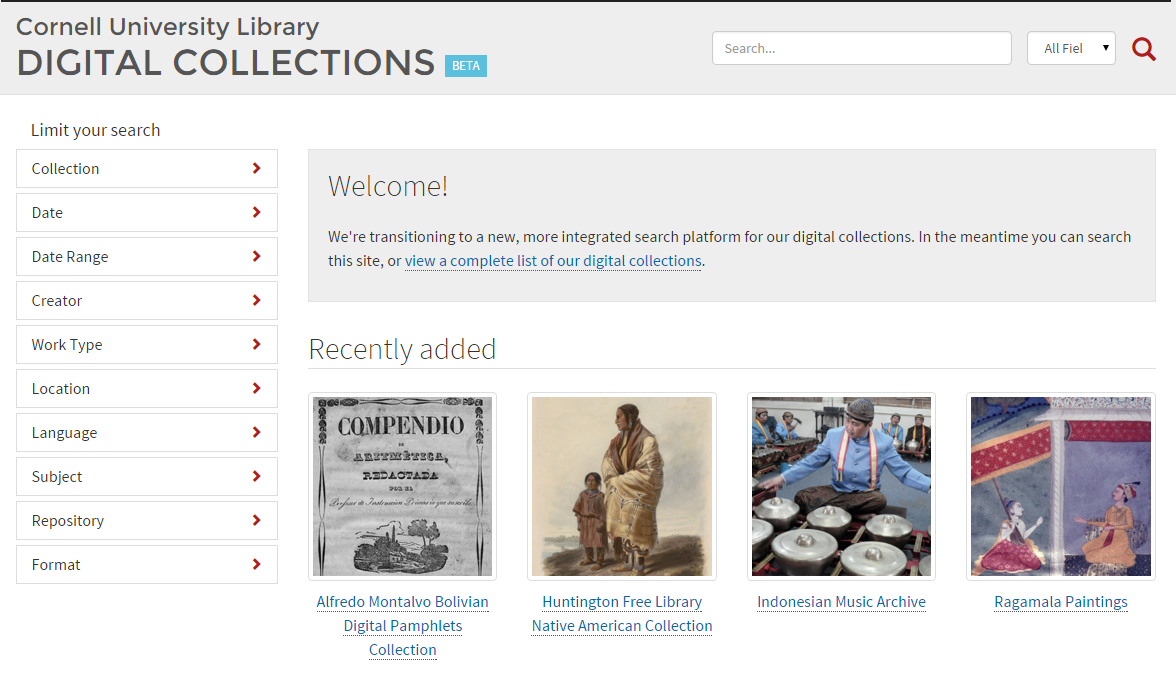 Cornell University Library
DIGITAL COLLECTIONS BETA
Search...
All Fiel
Limit your search
Collection
Date
Date Range
Creator
Work Type
Location
Language
Subject
Repository
Format
Welcome!
We're transitioning to a new, more integrated search platform for our digital collections. In the meantime you can search
this site, or view a complete list of our digital collections.
Recently added
COMPENDIO
DE
ARITMÉTICA,
REDACTADA
POR EL
Profesor de Instruccion Primaria que suscribe.
Alfredo Montalvo Bolivian
Digital Pamphlets
Collection
Huntington Free Library
Native American Collection
Indonesian Music Archive
Ragamala Paintings